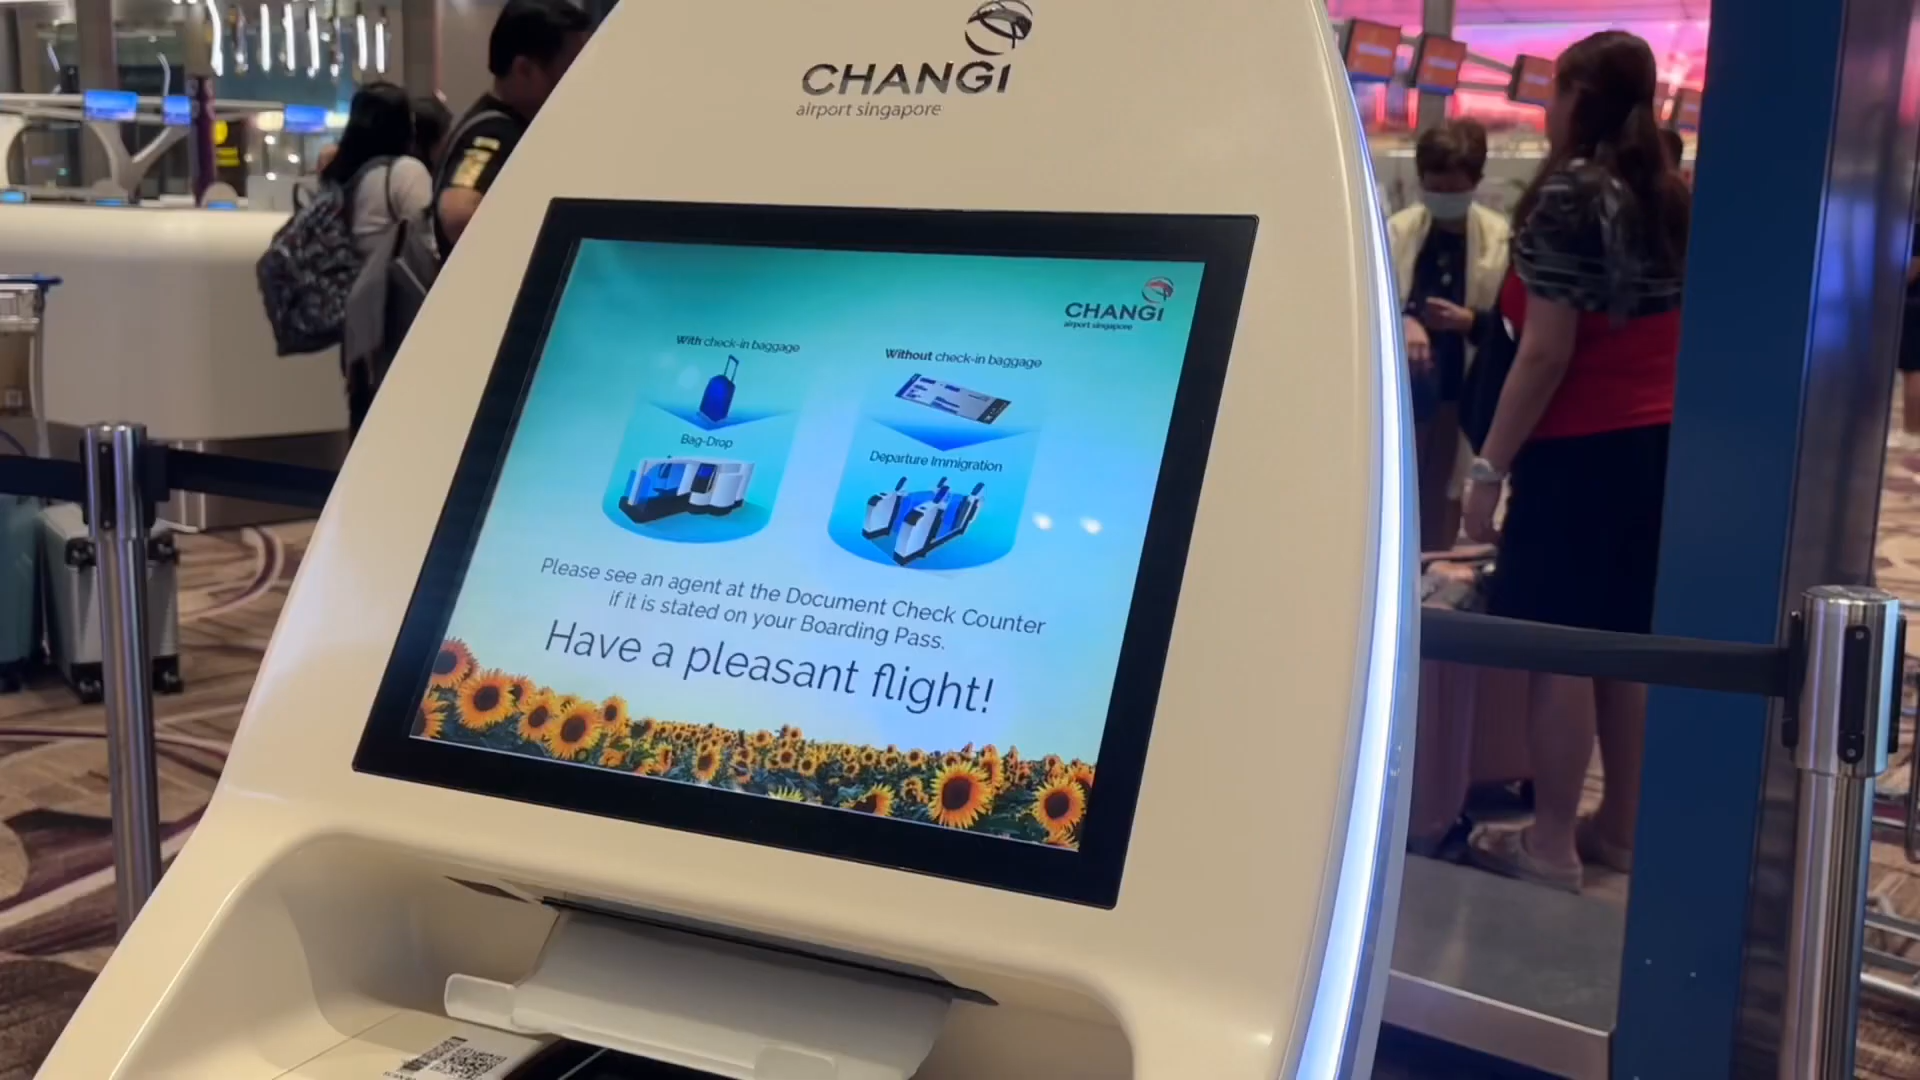 CHANGI
airport singapore
CHANGI
airport singapore
With check-in baggage
Without check-in baggage
Bag-Drop
Departure Immigration
Please see an agent at the Document Check Counter
if it is stated on your Boarding Pass.
Have a pleasant flight!